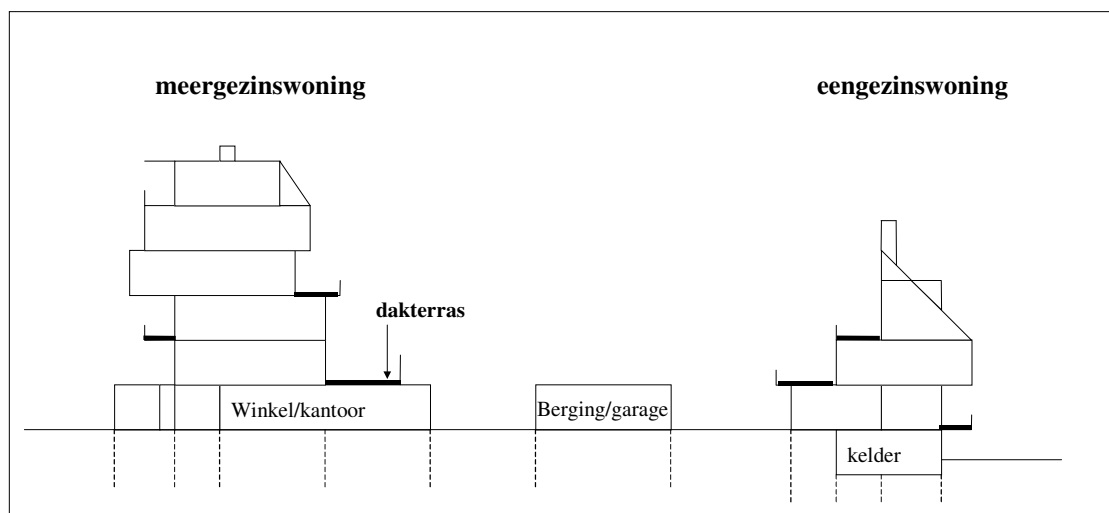 meergezinswoning
eengezinswoning
dakterras
Winkel/kantoor
Berging/garage
kelder